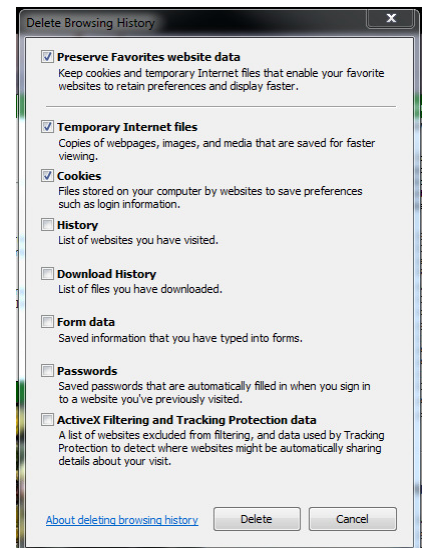 Delete Browsing History
x
Preserve Favorites website data
Keep cookies and temporary Internet files that enable your favorite
websites to retain preferences and display faster.
Temporary Internet files
Copies of webpages, images, and media that are saved for faster
viewing.
Cookies
Files stored on your computer by websites to save preferences
such as login information.
History
List of websites you have visited.
Download History
List of files you have downloaded.
Form data
Saved information that you have typed into forms.
Passwords
Saved passwords that are automatically filled in when you sign in
to a website you've previously visited.
ActiveX Filtering and Tracking Protection data
A list of websites excluded from filtering, and data used by Tracking
Protection to detect where websites might be automatically sharing
details about your visit.
About deleting browsing history Delete Cancel